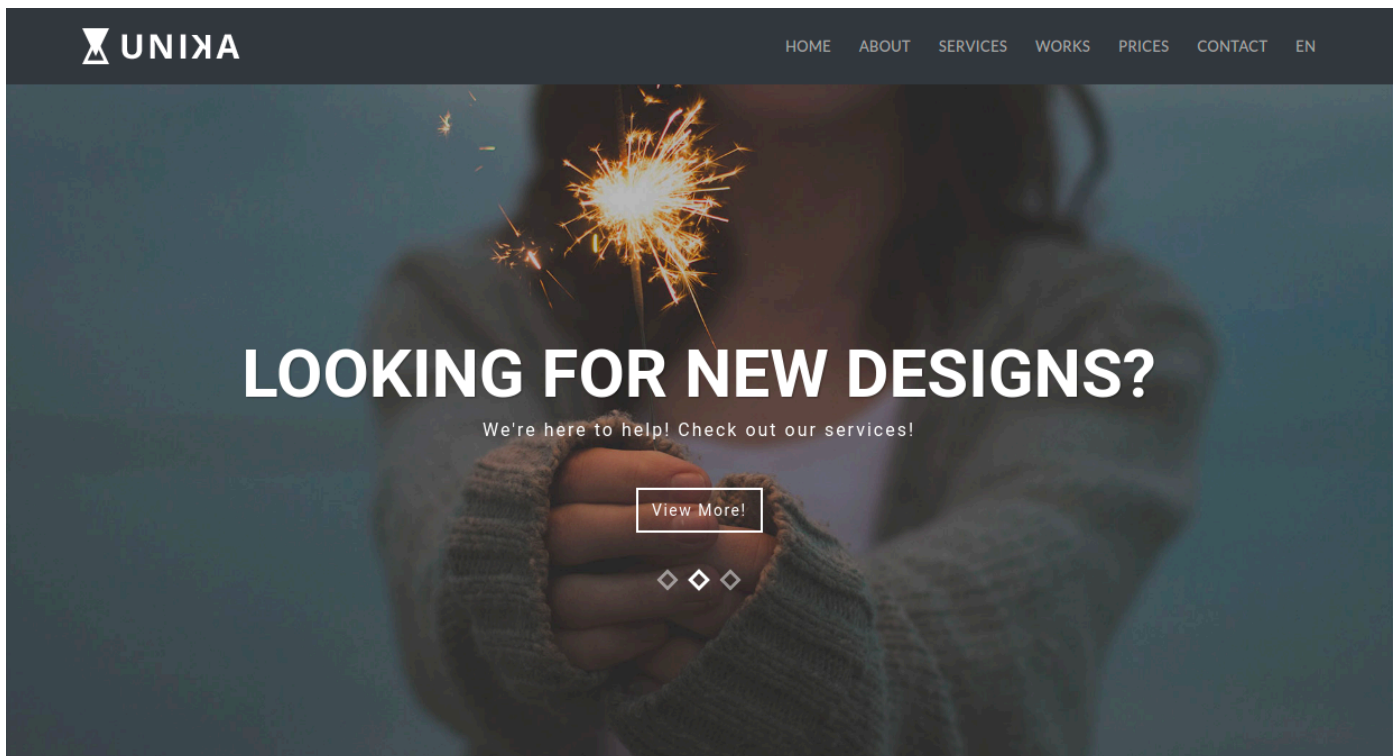 UNIKA
HOME ABOUT SERVICES WORKS PRICES CONTACT EN
LOOKING FOR NEW DESIGNS?
We're here to help! Check out our services!
View More!